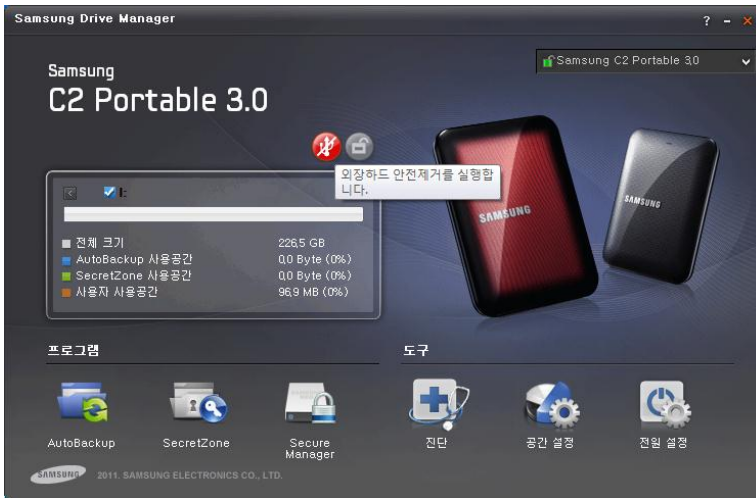 Samsung Drive Manager
Samsung C2 Portable 3.0
Samsung
C2 Portable 3.0
외장하드 안전제거를 실행합
니다.
I:
전체 크기 226.5 GB
AutoBackup 사용공간 0.0 Byte (0%)
SecretZone 사용공간 0.0 Byte (0%)
사용자 사용공간 96.9 MB (0%)
SAMSUNG
SAMSUNG
프로그램
도구
AutoBackup
SecretZone
Secure
Manager
진단
공간 설정
전원 설정
SAMSUNG 2011. SAMSUNG ELECTRONICS CO., LTD.